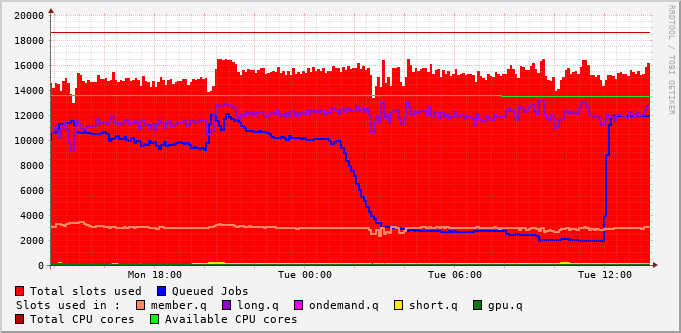 20000
18000
16000
14000
12000
10000
8000
6000
4000
2000
0
Mon 18:00 Tue 00:00 Tue 06:00 Tue 12:00
Total slots used Queued Jobs
Slots used in : member.q long.q ondemand.q short.q gpu.q
Total CPU cores Available CPU cores
RRDTOOL / TOBI OETIKER